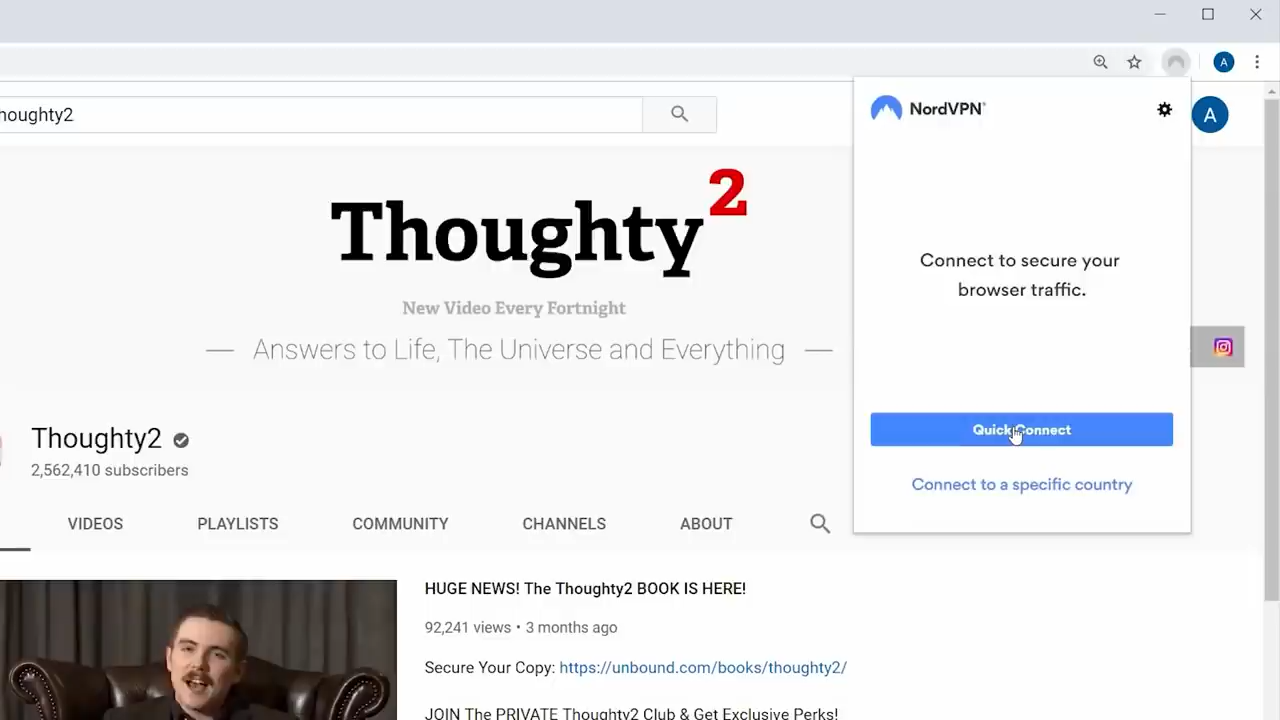 A
houghty2
NordVPN®
A
Thoughty2
New Video Every Fortnight
Answers to Life, The Universe and Everything
Connect to secure your
browser traffic.
Quick Connect
Connect to a specific country
Thoughty2
2,562,410 subscribers
VIDEOS PLAYLISTS COMMUNITY CHANNELS ABOUT
HUGE NEWS! The Thoughty2 BOOK IS HERE!
92,241 views • 3 months ago
Secure Your Copy: https://unbound.com/books/thoughty2/
JOIN The PRIVATE Thoughty2 Club & Get Exclusive Perks!